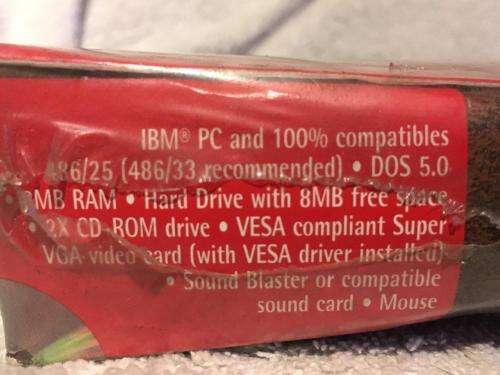 IBM® PC and 100% compatibles
486/25 (486/33 recommended) • DOS 5.0
MB RAM • Hard Drive with 8MB free space
• 2X CD-ROM drive • VESA compliant Super
VGA video card (with VESA driver installed)
• Sound Blaster or compatible
sound card • Mouse